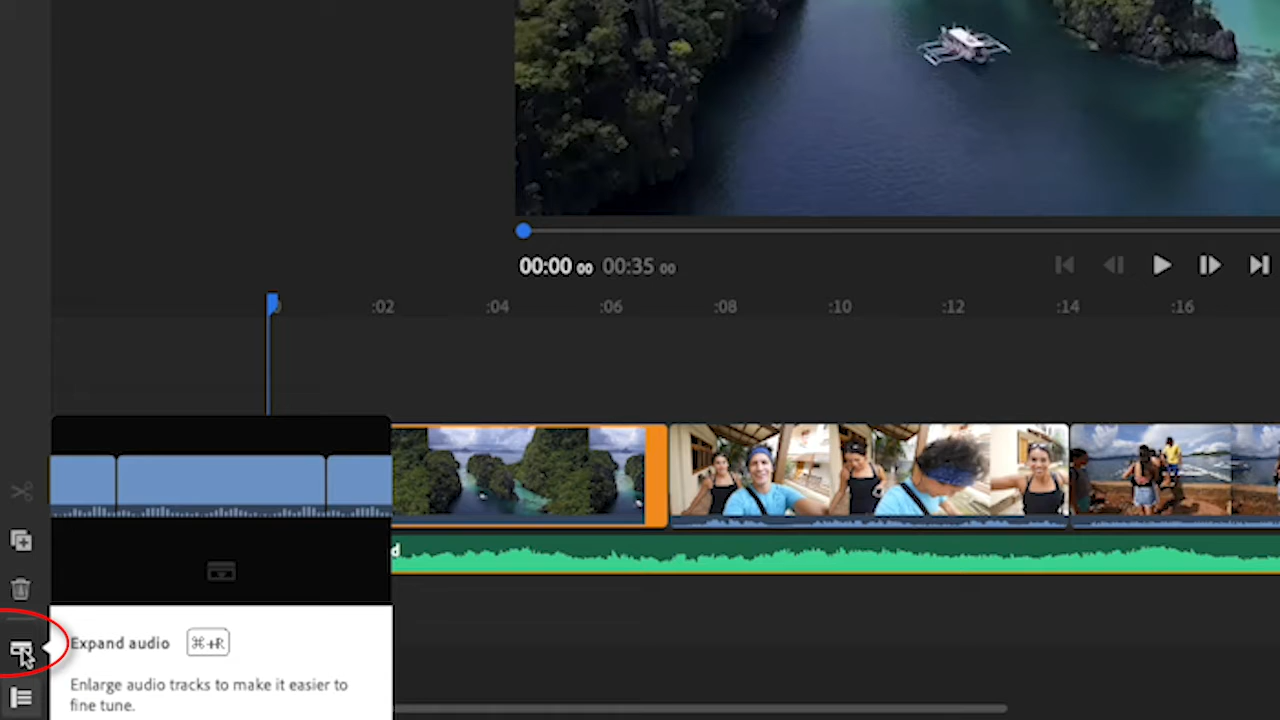 00:00 00 00:35 00
:02 :04 :06 :08 :10 :12 :14 :16
d
Expand audio ⌘+R
Enlarge audio tracks to make it easier to
fine tune.